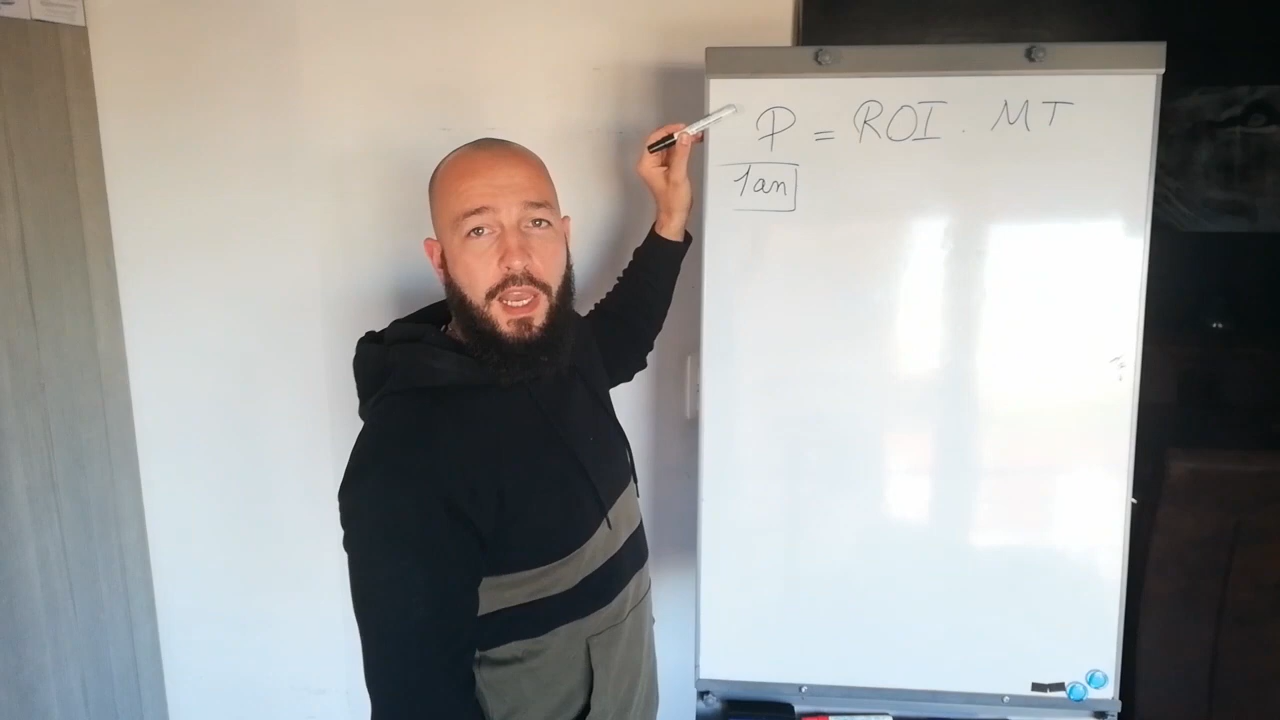 P = ROI . MT
1an